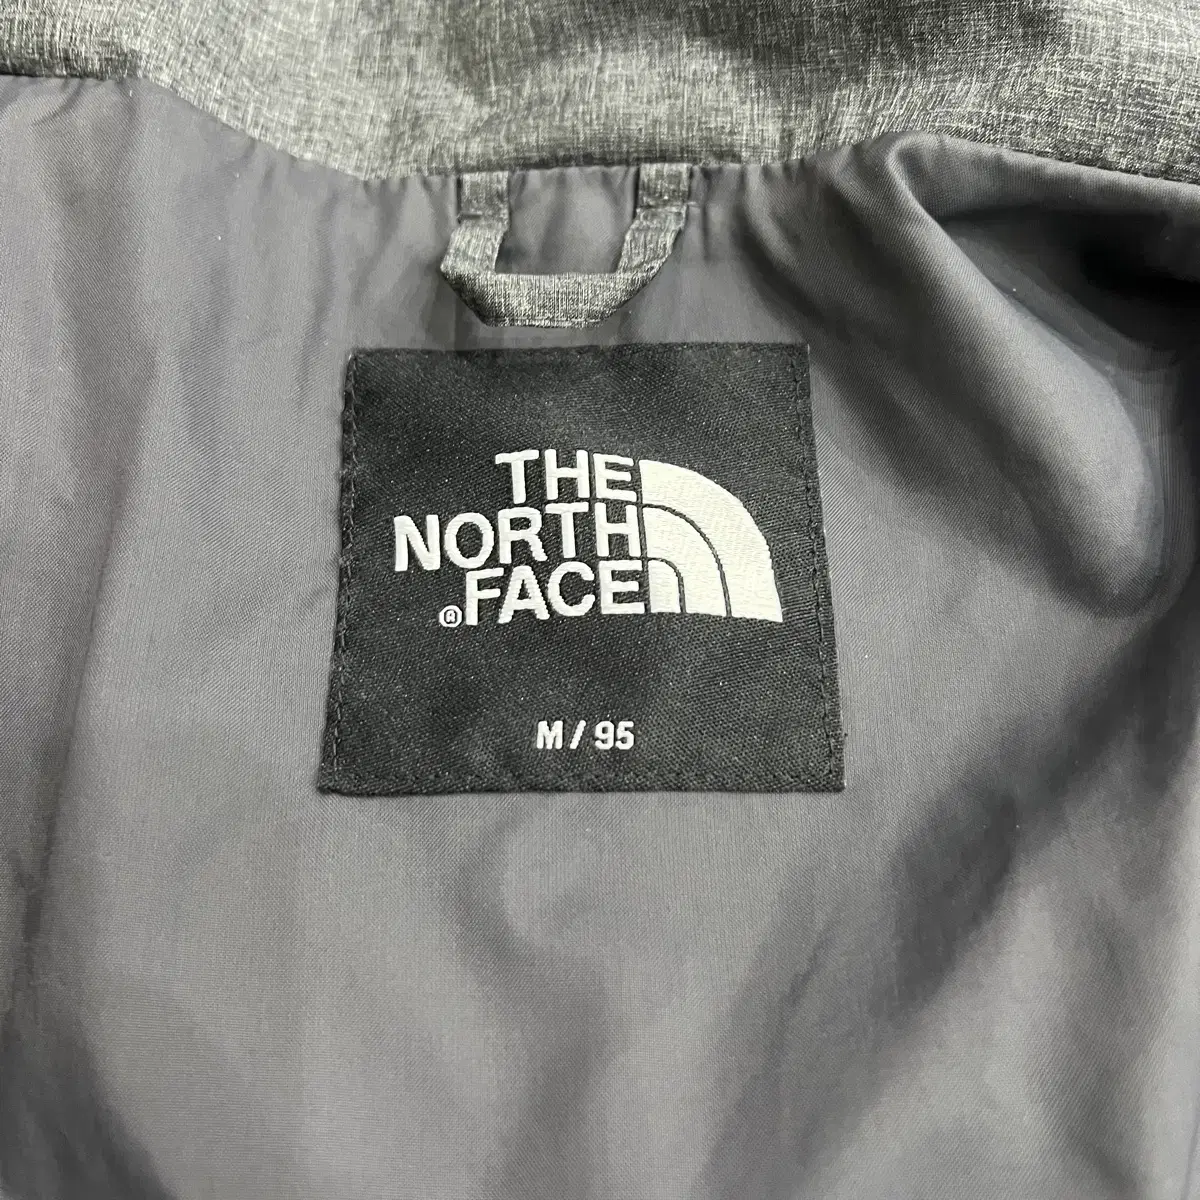 THE
NORTH
®FACE
M / 95